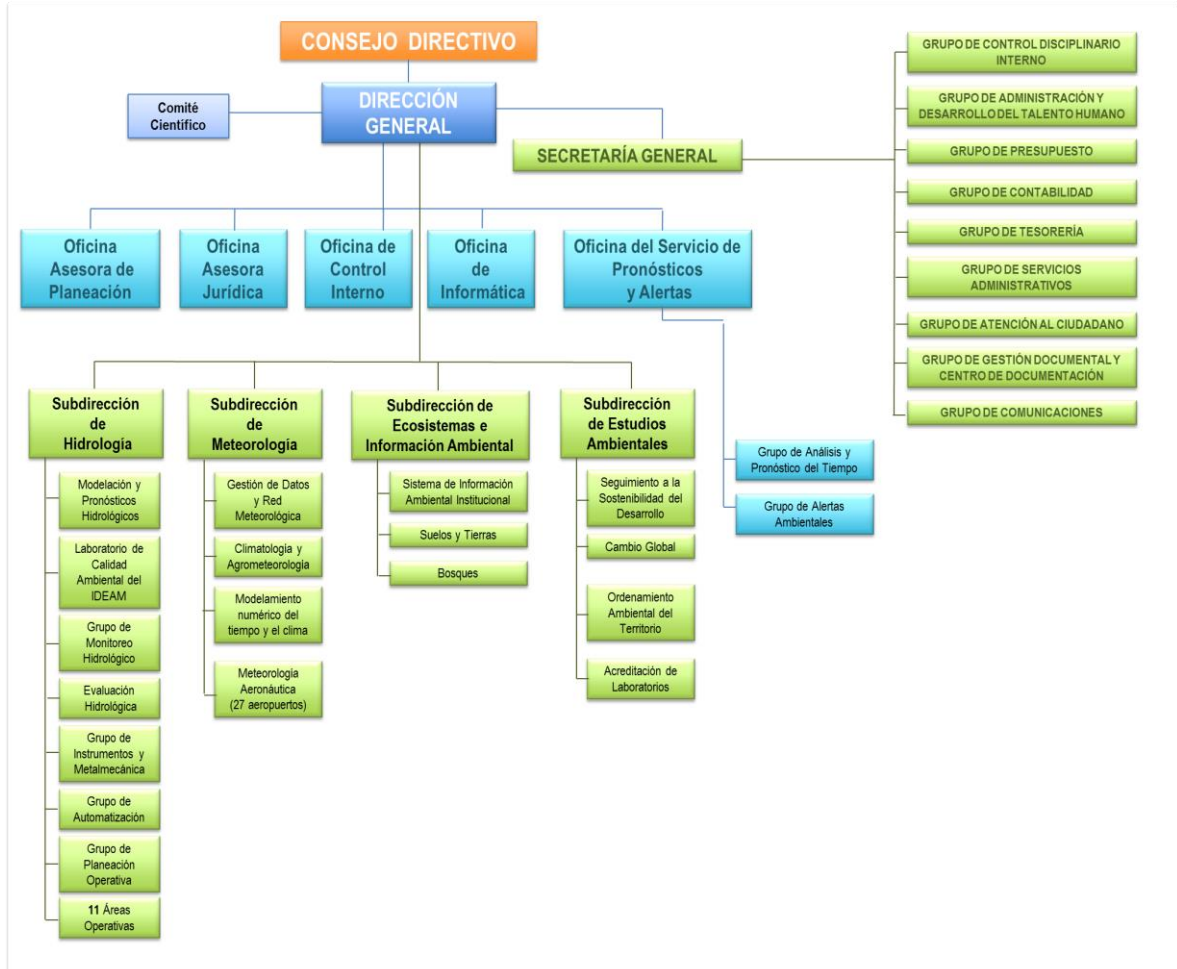 CONSEJO DIRECTIVO
DIRECCIÓN
GENERAL
Comité
Científico
SECRETARÍA GENERAL
GRUPO DE CONTROL DISCIPLINARIO
INTERNO
GRUPO DE ADMINISTRACIÓN Y
DESARROLLO DEL TALENTO HUMANO
GRUPO DE PRESUPUESTO
GRUPO DE CONTABILIDAD
GRUPO DE TESORERÍA
GRUPO DE SERVICIOS
ADMINISTRATIVOS
GRUPO DE ATENCIÓN AL CIUDADANO
GRUPO DE GESTIÓN DOCUMENTAL Y
CENTRO DE DOCUMENTACIÓN
GRUPO DE COMUNICACIONES
Oficina
Asesora de
Planeación
Oficina
Asesora
Jurídica
Oficina de
Control
Interno
Oficina
de
Informática
Oficina del Servicio de
Pronósticos
y Alertas
Grupo de Análisis y
Pronóstico del Tiempo
Grupo de Alertas
Ambientales
Subdirección
de
Hidrología
Modelación y
Pronósticos
Hidrológicos
Laboratorio de
Calidad
Ambiental del
IDEAM
Grupo de
Monitoreo
Hidrológico
Evaluación
Hidrológica
Grupo de
Instrumentos y
Metalmecánica
Grupo de
Automatización
Grupo de
Planeación
Operativa
11 Áreas
Operativas
Subdirección
de
Meteorología
Gestión de Datos
y Red
Meteorológica
Climatología y
Agrometeorología
Modelamiento
numérico del
tiempo y el clima
Meteorología
Aeronáutica
(27 aeropuertos)
Subdirección de
Ecosistemas e
Información Ambiental
Sistema de Información
Ambiental Institucional
Suelos y Tierras
Bosques
Subdirección
de Estudios
Ambientales
Seguimiento a la
Sostenibilidad del
Desarrollo
Cambio Global
Ordenamiento
Ambiental del
Territorio
Acreditación de
Laboratorios